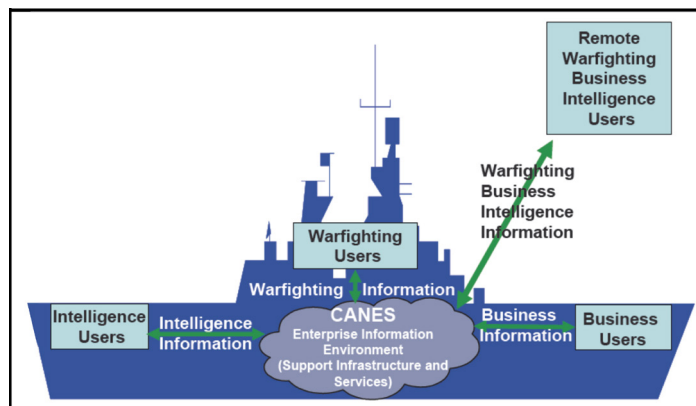 Remote
Warfighting
Business
Intelligence
Users
Warfighting
Business
Intelligence
Information
Warfighting
Users
Warfighting Information
Intelligence
Users
Intelligence
Information
CANES
Enterprise Information
Environment
(Support Infrastructure and
Services)
Business
Information
Business
Users